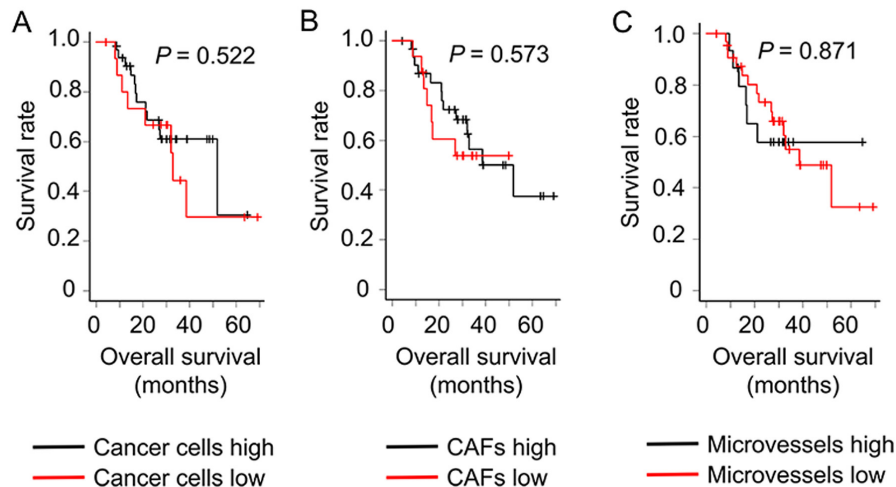 A
P = 0.522
Survival rate
1.0
0.8
0.6
0.4
0.2
0
0 20 40 60
Overall survival
(months)
Cancer cells high
Cancer cells low
B
P = 0.573
Survival rate
1.0
0.8
0.6
0.4
0.2
0
0 20 40 60
Overall survival
(months)
CAFs high
CAFs low
C
P = 0.871
Survival rate
1.0
0.8
0.6
0.4
0.2
0
0 20 40 60
Overall survival
(months)
Microvessels high
Microvessels low